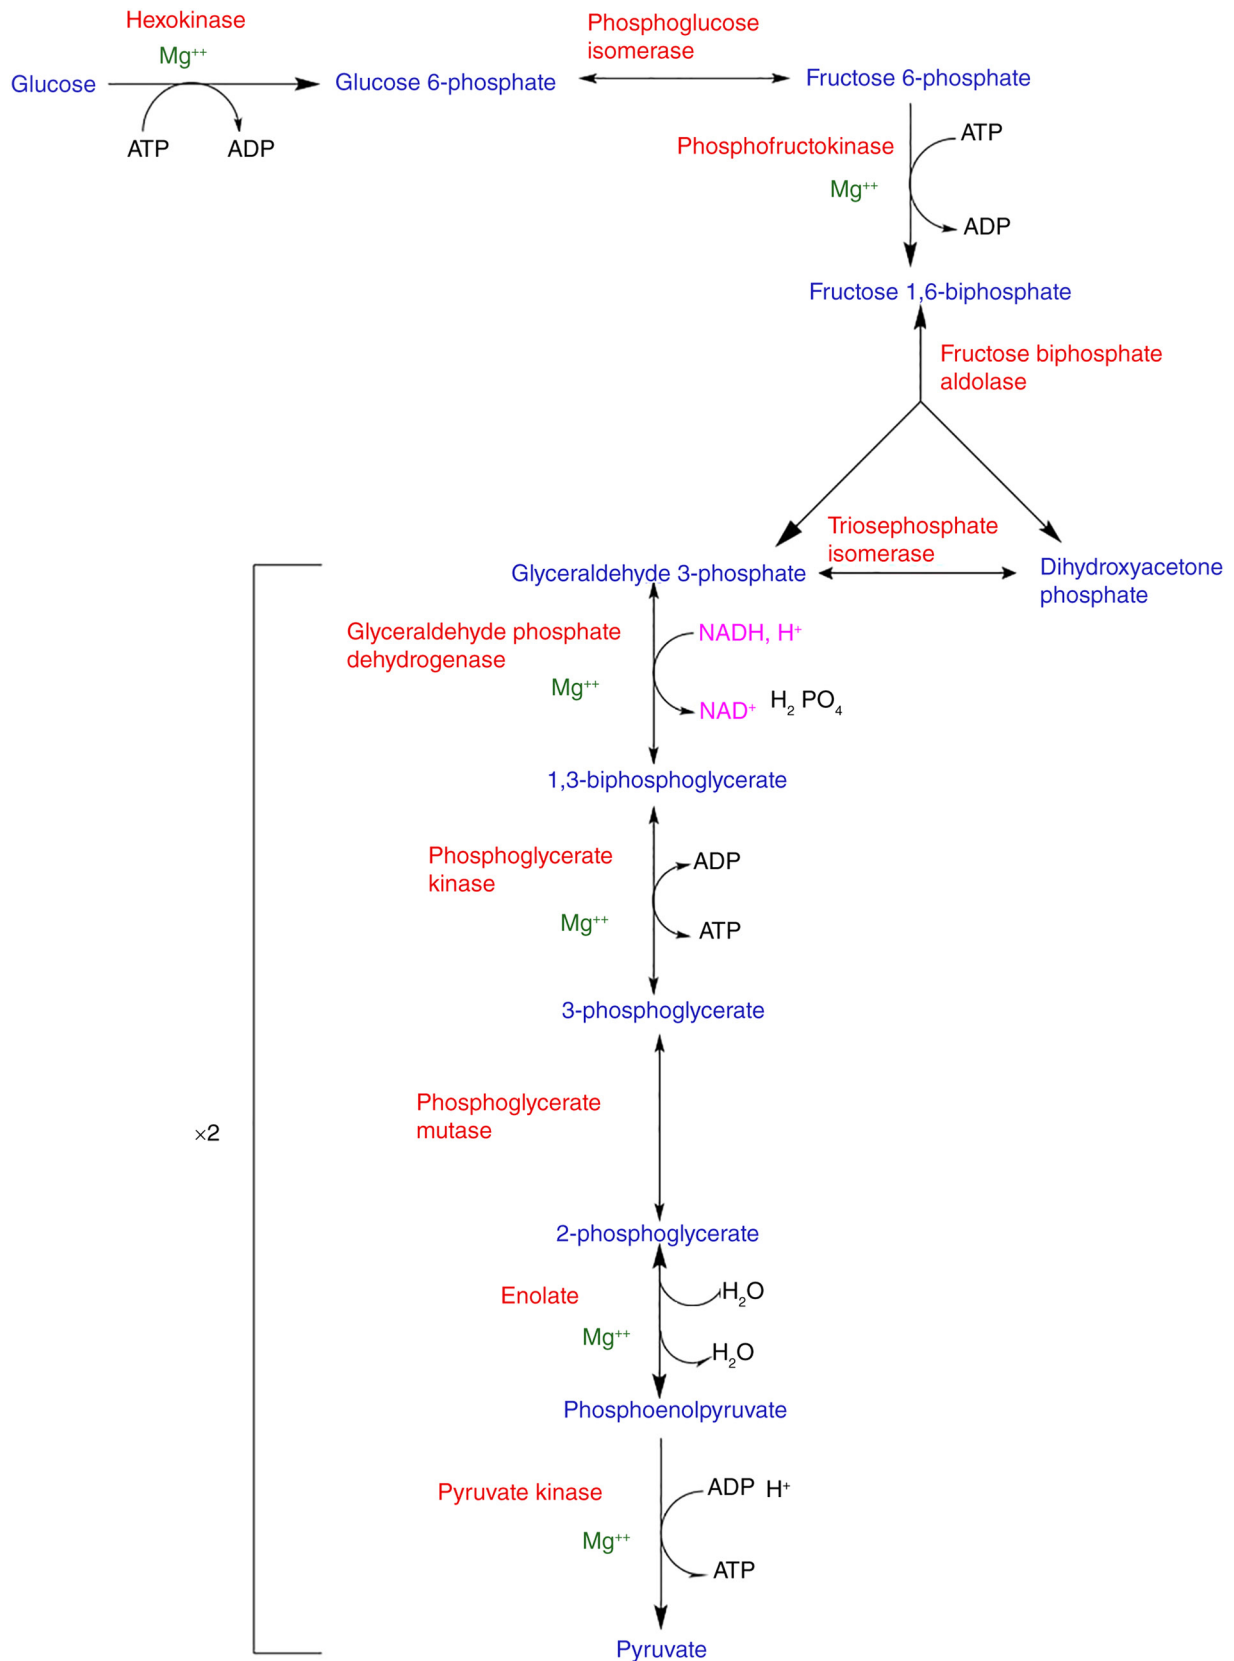 Hexokinase
Mg⁺⁺
Glucose
Glucose 6-phosphate
ATP
ADP
Phosphoglucose
isomerase
Fructose 6-phosphate
Phosphofructokinase
Mg⁺⁺
ATP
ADP
Fructose 1,6-biphosphate
Fructose biphosphate
aldolase
Triosephosphate
isomerase
Glyceraldehyde 3-phosphate
Dihydroxyacetone
phosphate
Glyceraldehyde phosphate
dehydrogenase
Mg⁺⁺
NADH, H⁺
NAD⁺ H₂ PO₄
1,3-biphosphoglycerate
Phosphoglycerate
kinase
Mg⁺⁺
ADP
ATP
3-phosphoglycerate
Phosphoglycerate
mutase
×2
2-phosphoglycerate
Enolate
Mg⁺⁺
H₂O
H₂O
Phosphoenolpyruvate
Pyruvate kinase
Mg⁺⁺
ADP H⁺
ATP
Pyruvate